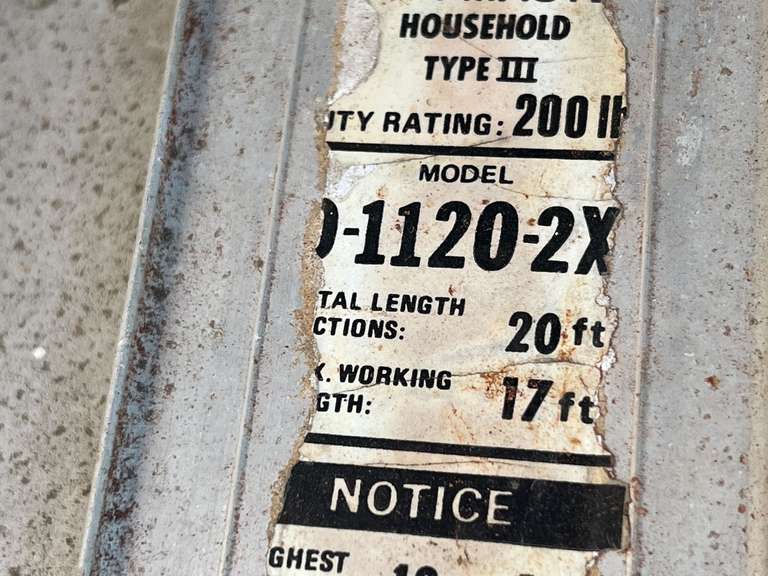 HOUSEHOLD
TYPE III
UTY RATING: 200 lb
MODEL
D-1120-2X
TAL LENGTH
CTIONS: 20 ft
X. WORKING
GTH: 17 ft
NOTICE
GHEST